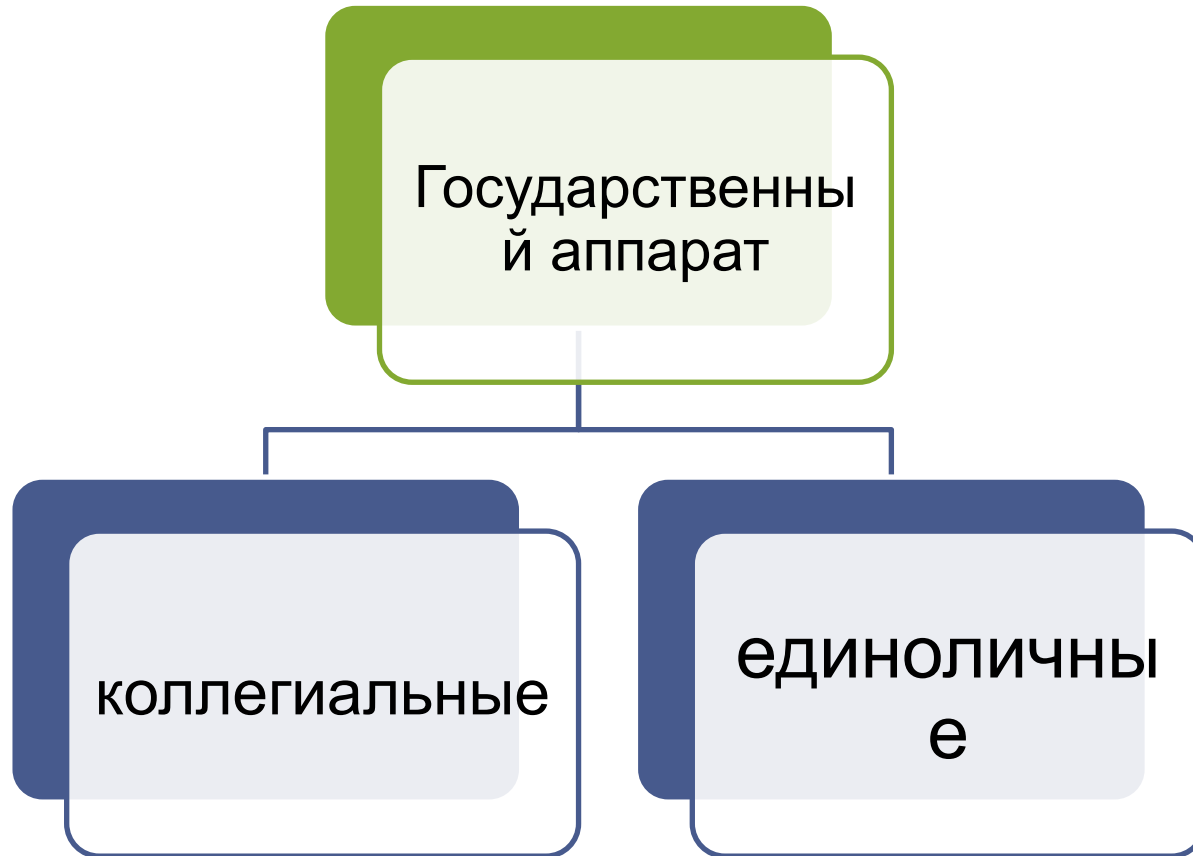 Государственны
й аппарат
коллегиальные
единоличны
е